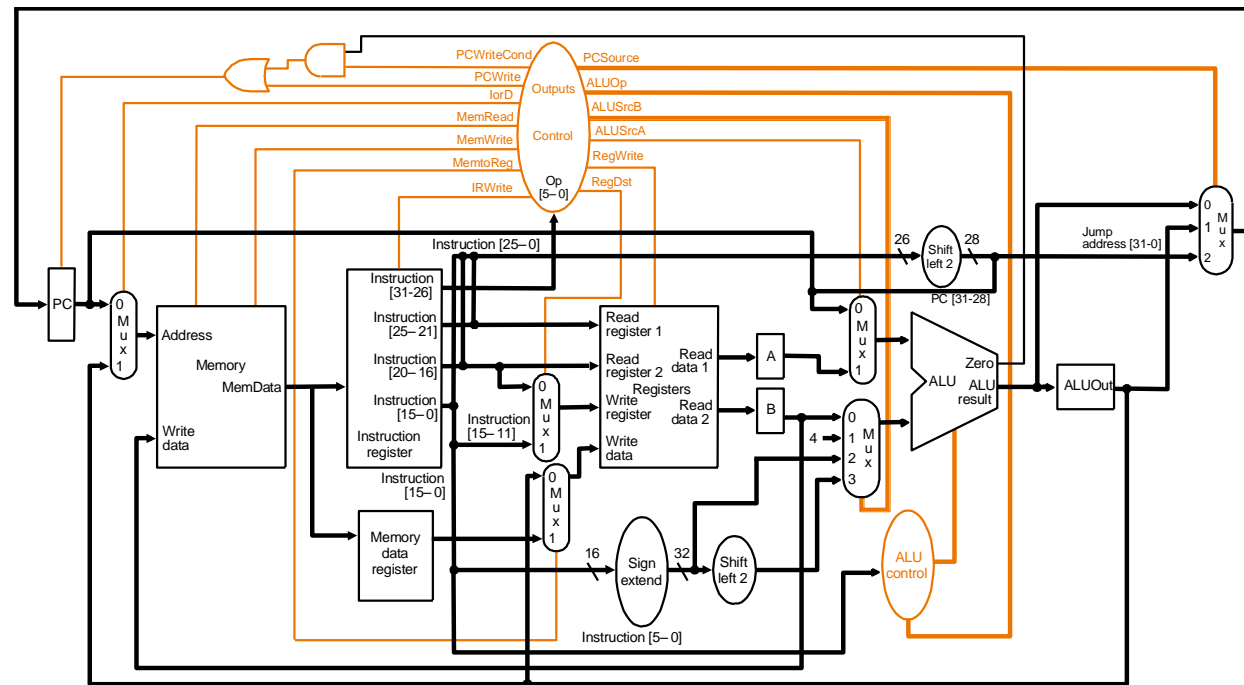 PCWriteCond
PCWrite
IorD
MemRead
MemWrite
MemtoReg
IRWrite
Outputs
Control
Op
[5–0]
PCSource
ALUOp
ALUSrcB
ALUSrcA
RegWrite
RegDst
PC
0
M
u
x
1
Address
Memory
MemData
Write
data
Instruction [25–0]
Instruction
[31-26]
Instruction
[25–21]
Instruction
[20–16]
Instruction
[15–0]
Instruction
register
Instruction
[15–0]
Instruction
[15–11]
Memory
data
register
0
M
u
x
1
0
M
u
x
1
Read
register 1
Read
register 2
Registers
Write
register
Write
data
Read
data 1
Read
data 2
16
Sign
extend
32
Shift
left 2
Instruction [5–0]
A
B
4
0
M
u
x
1
0
1
2
3
M
u
x
26
Shift
left 2
28
PC [31-28]
Jump
address [31-0]
Zero
ALU
ALU
result
ALUOut
ALU
control
0
1
2
M
u
x